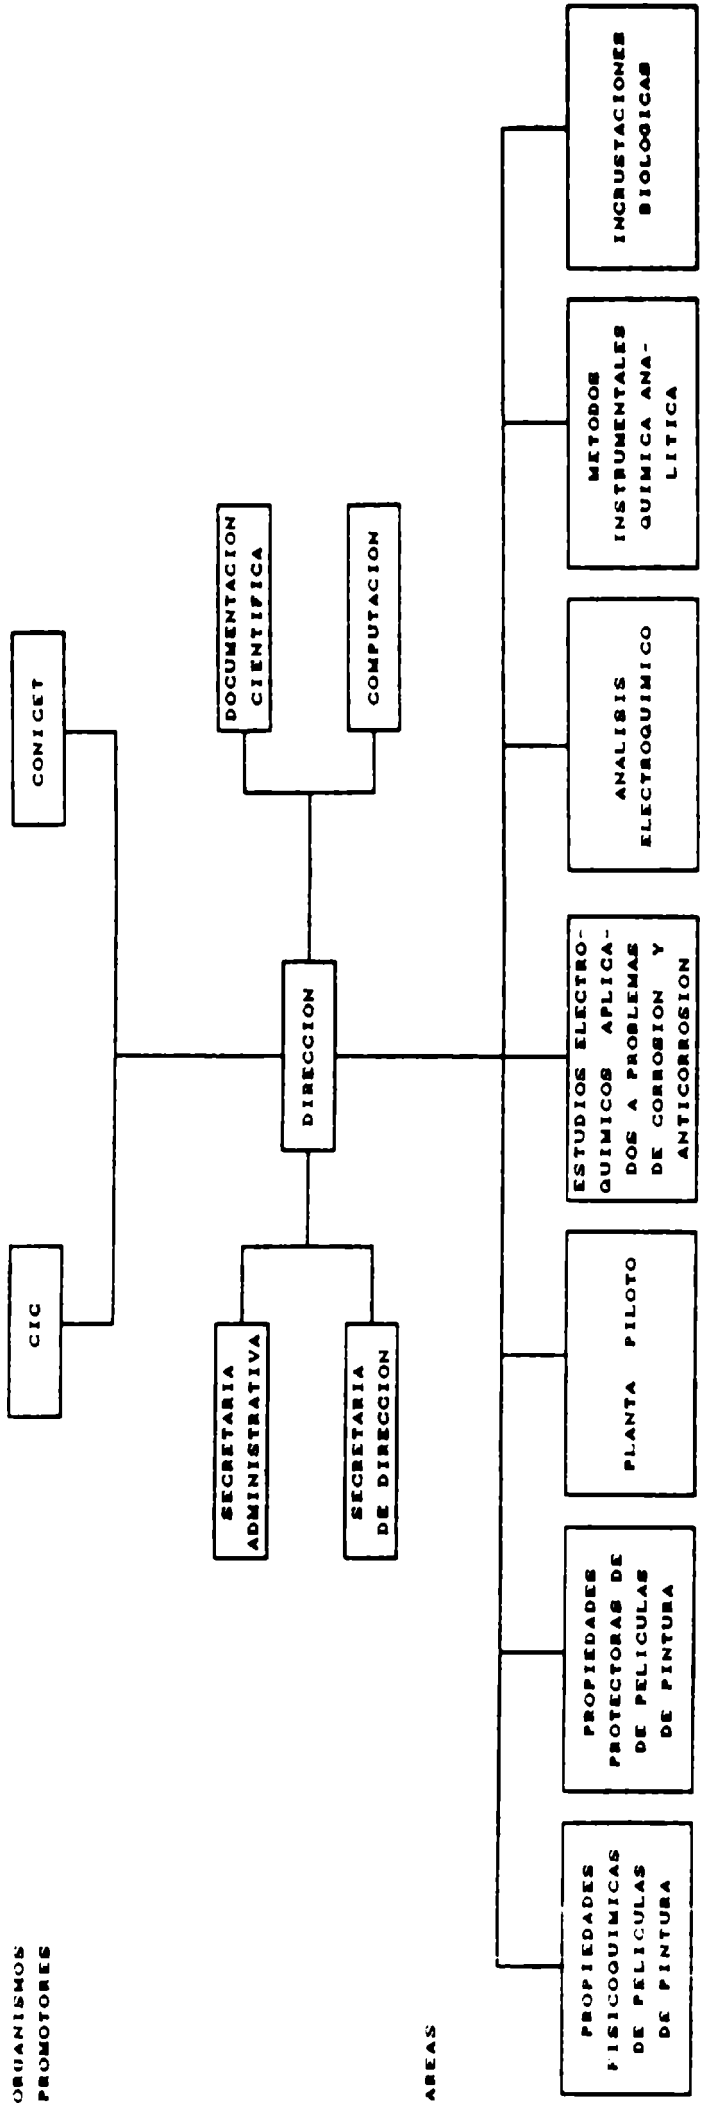 ORGANISMOS
PROMOTORES
CIC
CONICET
SECRETARIA
ADMINISTRATIVA
SECRETARIA
DE DIRECCION
DIRECCION
DOCUMENTACION
CIENTIFICA
COMPUTACION
AREAS
PROPIEDADES
FISICOQUIMICAS
DE PELICULAS
DE PINTURA
PROPIEDADES
PROTECTORAS DE
DE PELICULAS
DE PINTURA
PLANTA PILOTO
ESTUDIOS ELECTRO-
QUIMICOS APLICA-
DOS A PROBLEMAS
DE CORROSION Y
ANTICORROSION
ANALISIS
ELECTROQUIMICO
METODOS
INSTRUMENTALES
QUIMICA ANA-
LITICA
INCRUSTACIONES
BIOLOGICAS